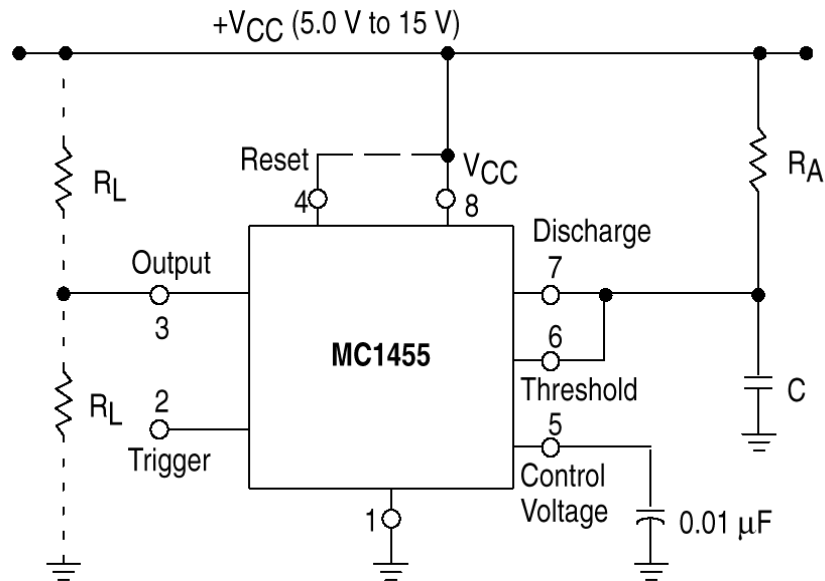 +VCC (5.0 V to 15 V)
Reset
VCC
4
8
RL
RA
Discharge
7
Output
3
6
Threshold
MC1455
C
RL
2
Trigger
5
Control
Voltage
1
0.01 µF